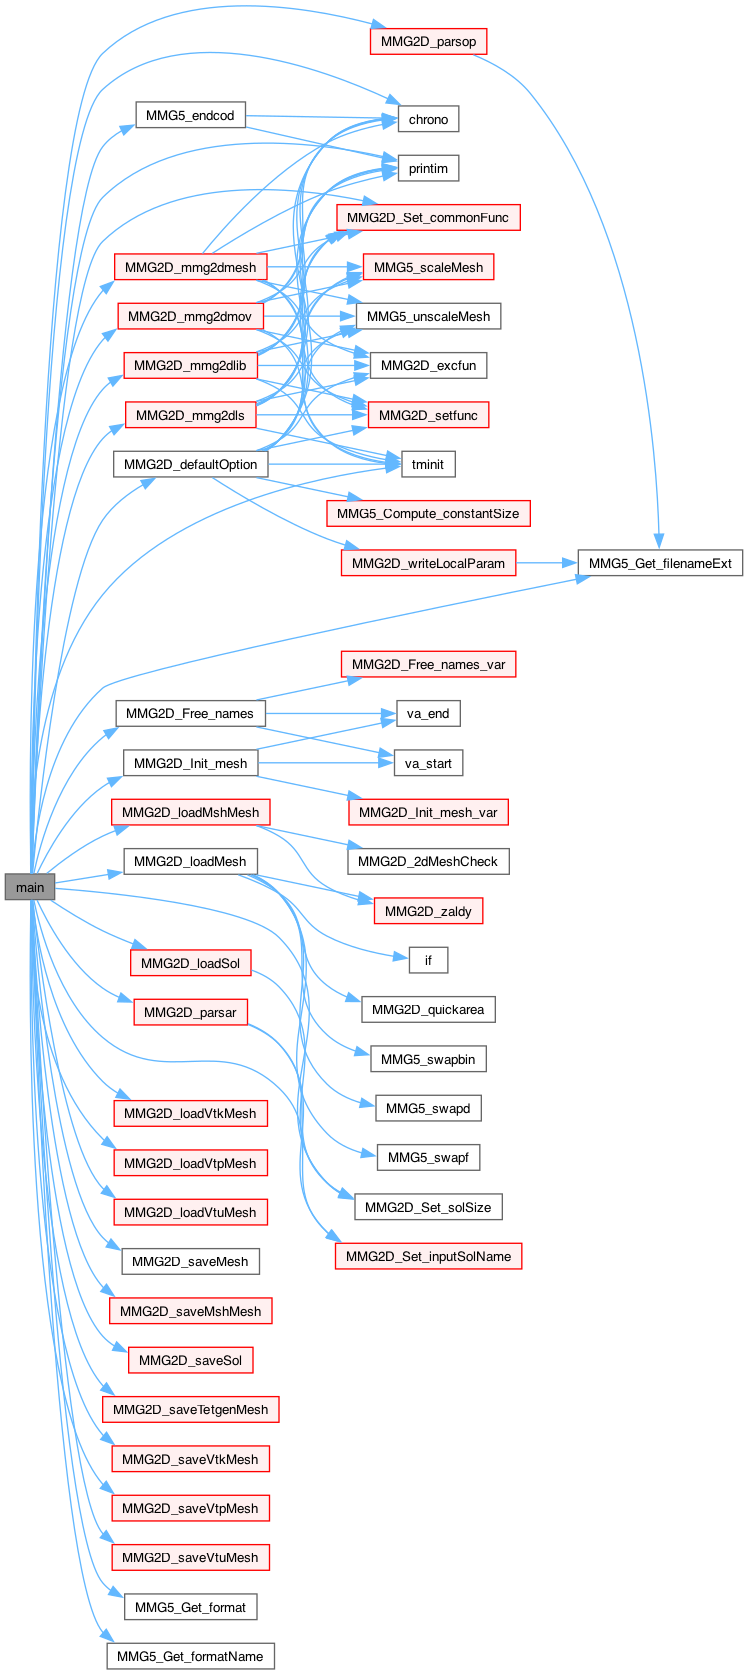 MMG2D_parsop
MMG5_endcod
chrono
printim
MMG2D_Set_commonFunc
MMG2D_mmg2dmesh
MMG5_scaleMesh
MMG2D_mmg2dmov
MMG5_unscaleMesh
MMG2D_mmg2dlib
MMG2D_excfun
MMG2D_mmg2dls
MMG2D_setfunc
MMG2D_defaultOption
tminit
MMG5_Compute_constantSize
MMG2D_writeLocalParam
MMG5_Get_filenameExt
MMG2D_Free_names_var
MMG2D_Free_names
va_end
MMG2D_Init_mesh
va_start
MMG2D_loadMshMesh
MMG2D_Init_mesh_var
MMG2D_loadMesh
MMG2D_2dMeshCheck
main
MMG2D_zaldy
MMG2D_loadSol
if
MMG2D_parsar
MMG2D_quickarea
MMG5_swapbin
MMG2D_loadVtkMesh
MMG5_swapd
MMG2D_loadVtpMesh
MMG5_swapf
MMG2D_loadVtuMesh
MMG2D_Set_solSize
MMG2D_saveMesh
MMG2D_Set_inputSolName
MMG2D_saveMshMesh
MMG2D_saveSol
MMG2D_saveTetgenMesh
MMG2D_saveVtkMesh
MMG2D_saveVtpMesh
MMG2D_saveVtuMesh
MMG5_Get_format
MMG5_Get_formatName